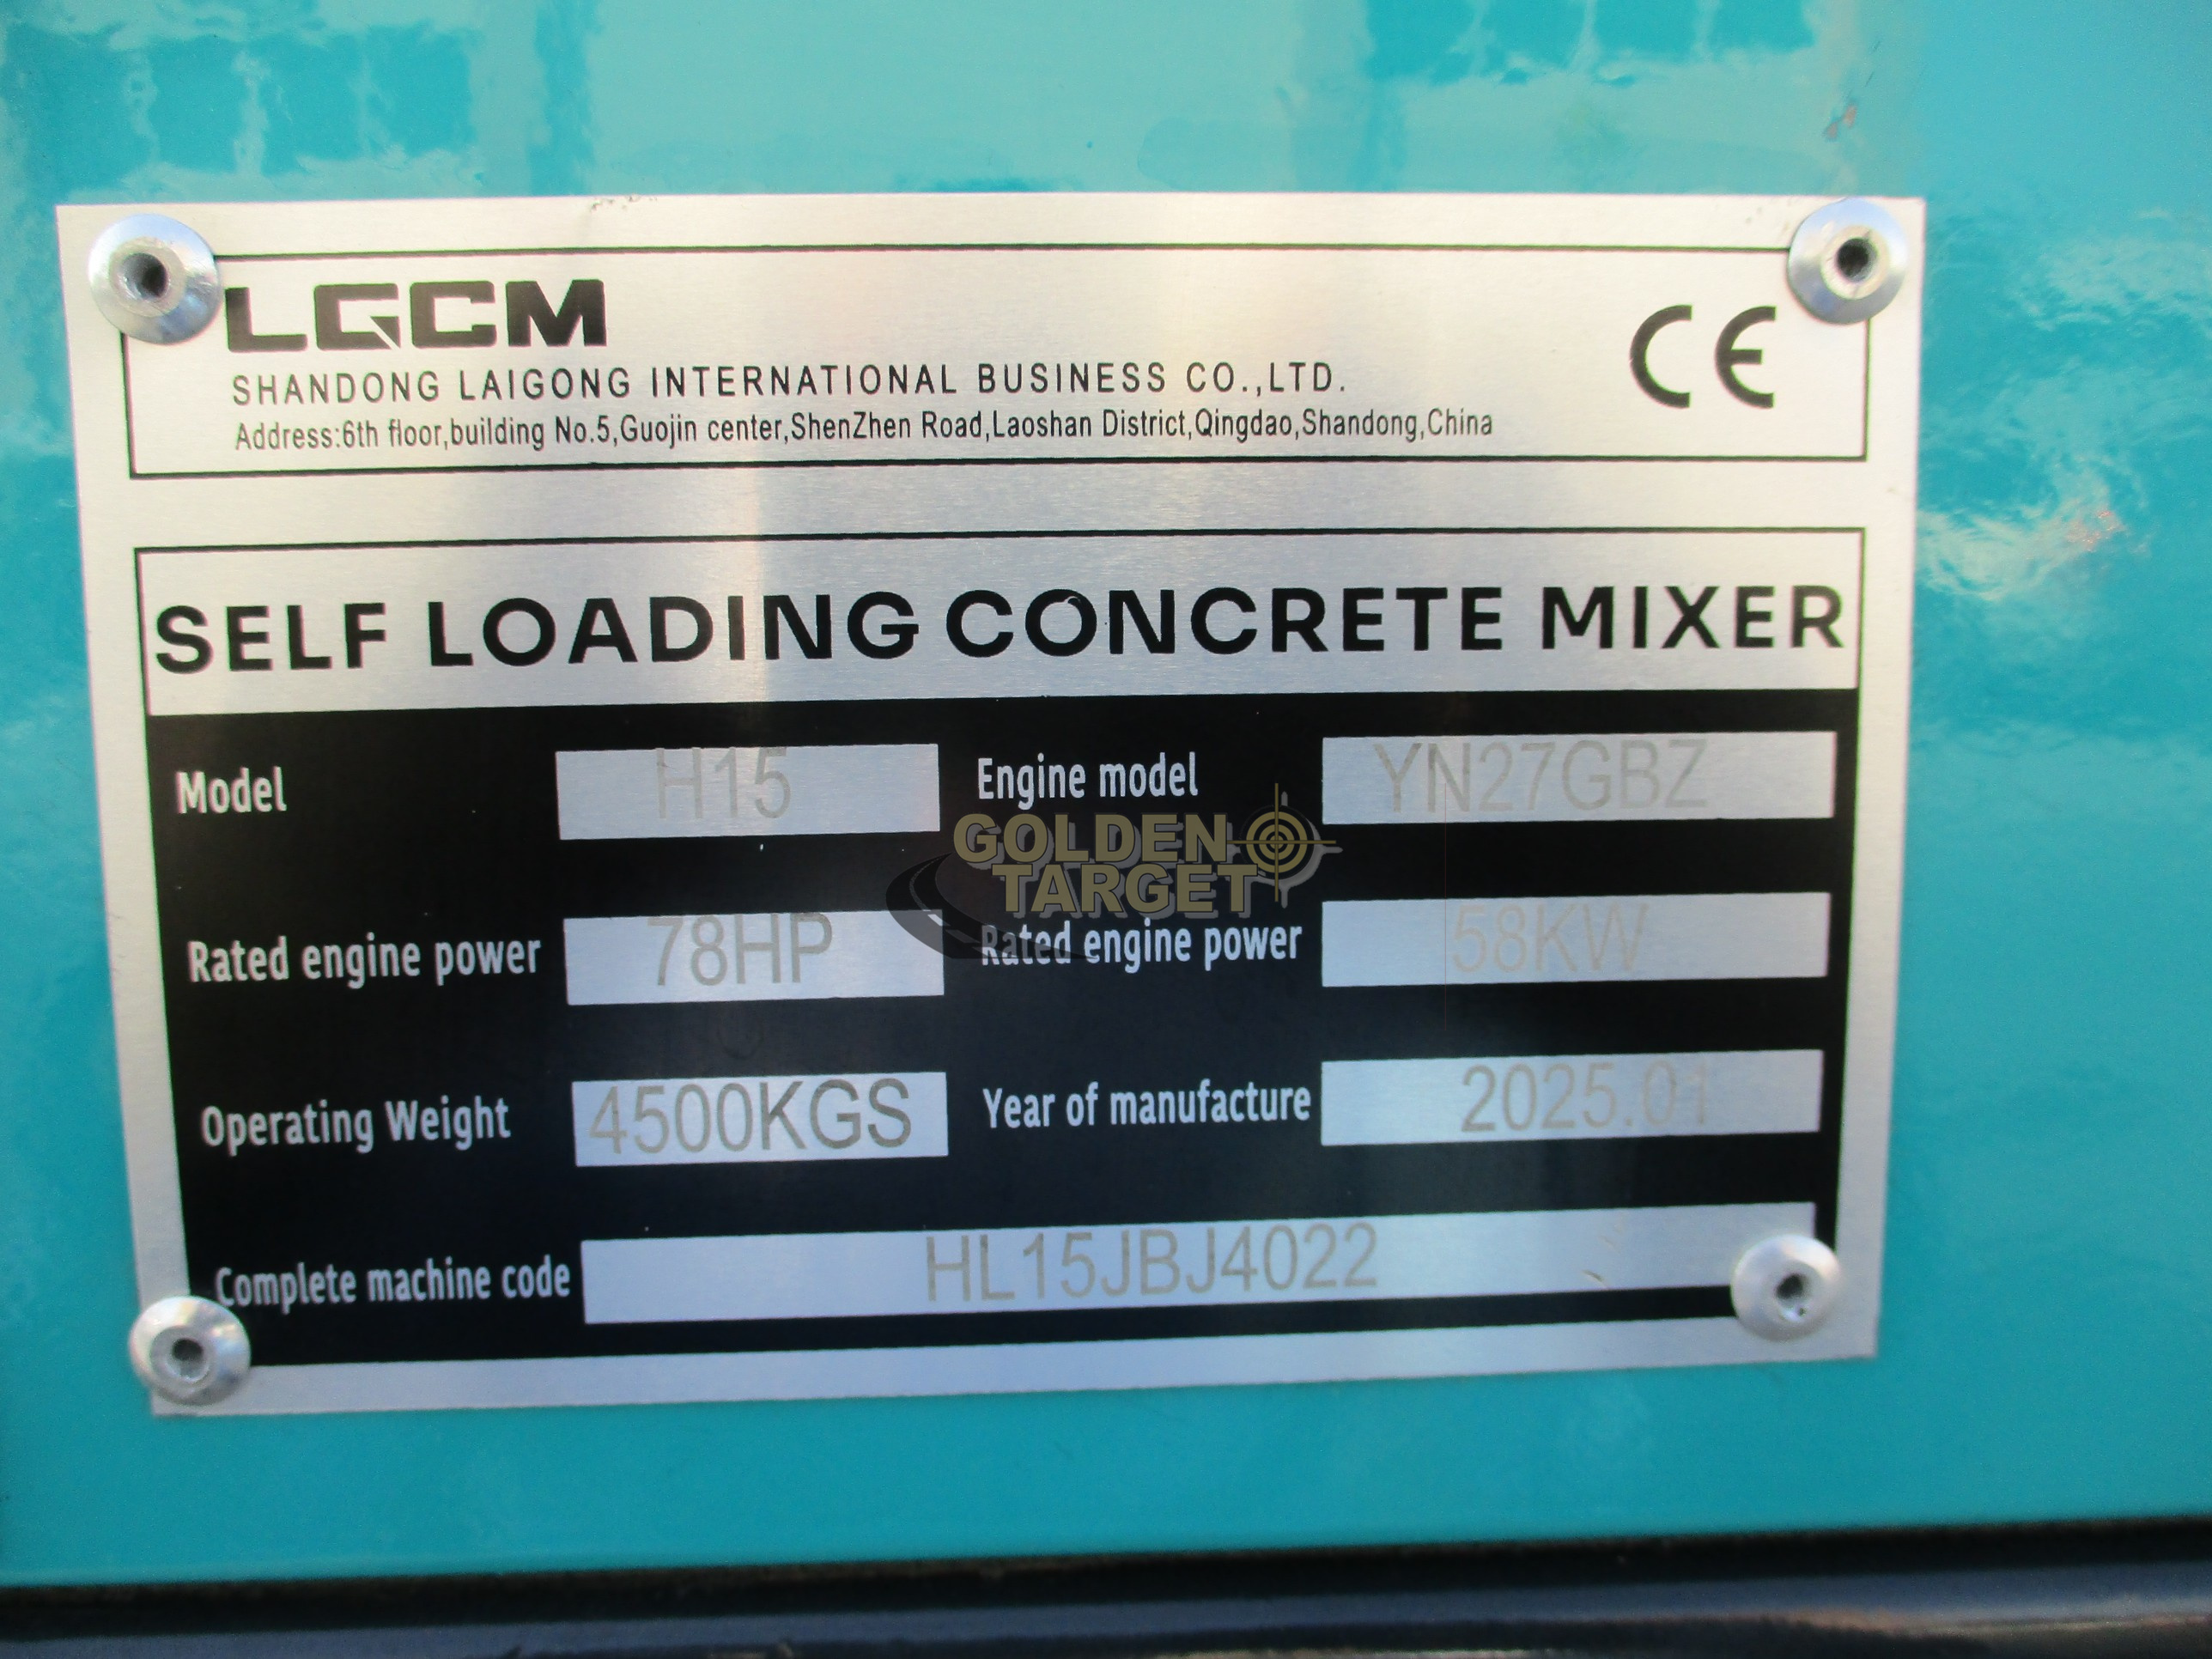 LGCM
SHANDONG LAIGONG INTERNATIONAL BUSINESS CO.,LTD.
Address:6th floor,building No.5,Guojin center,ShenZhen Road,Laoshan District,Qingdao,Shandong,China
CE
SELF LOADING CONCRETE MIXER
Model H15 Engine model YN27GBZ
GOLDEN
TARGET
Rated engine power 78HP Rated engine power 58KW
Operating Weight 4500KGS Year of manufacture 2025.01
Complete machine code HL15JBJ4022